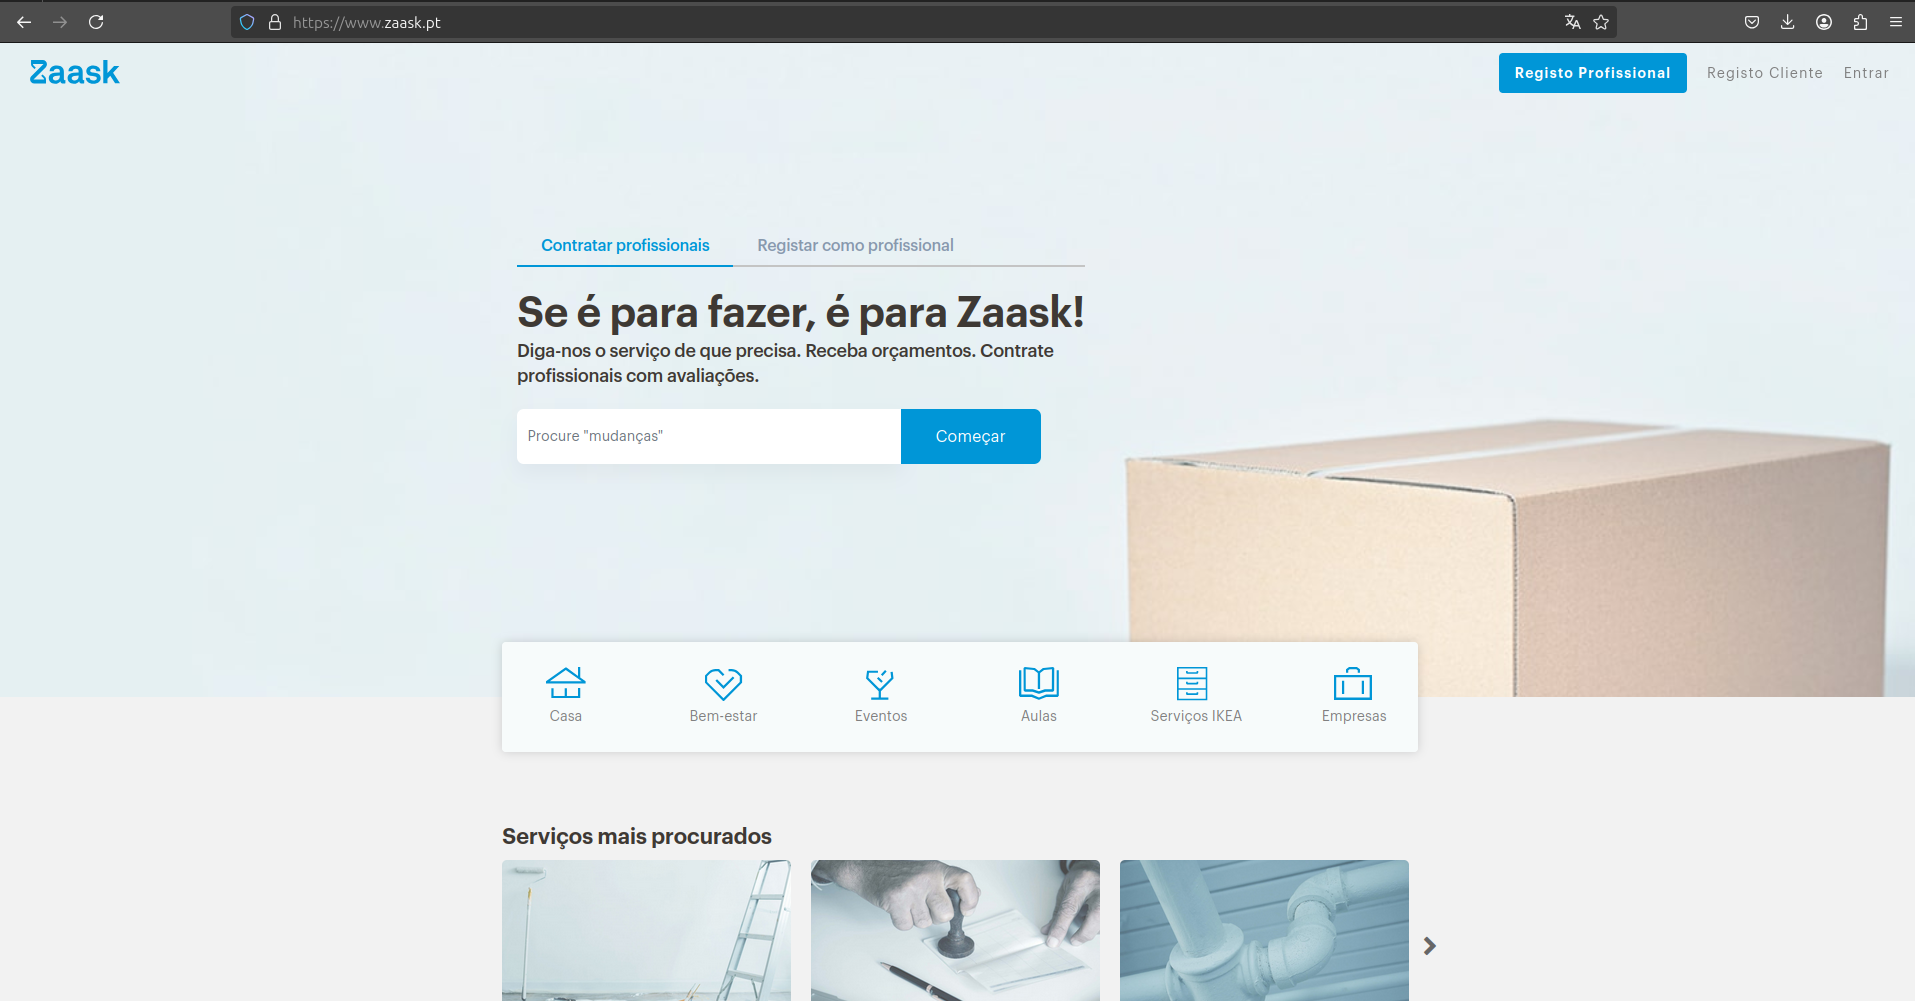 https://www.zaask.pt
Zaask
Registo Profissional
Registo Cliente
Entrar
Contratar profissionais
Registar como profissional
Se é para fazer, é para Zaask!
Diga-nos o serviço de que precisa. Receba orçamentos. Contrate
profissionais com avaliações.
Procure "mudanças"
Começar
Casa
Bem-estar
Eventos
Aulas
Serviços IKEA
Empresas
Serviços mais procurados